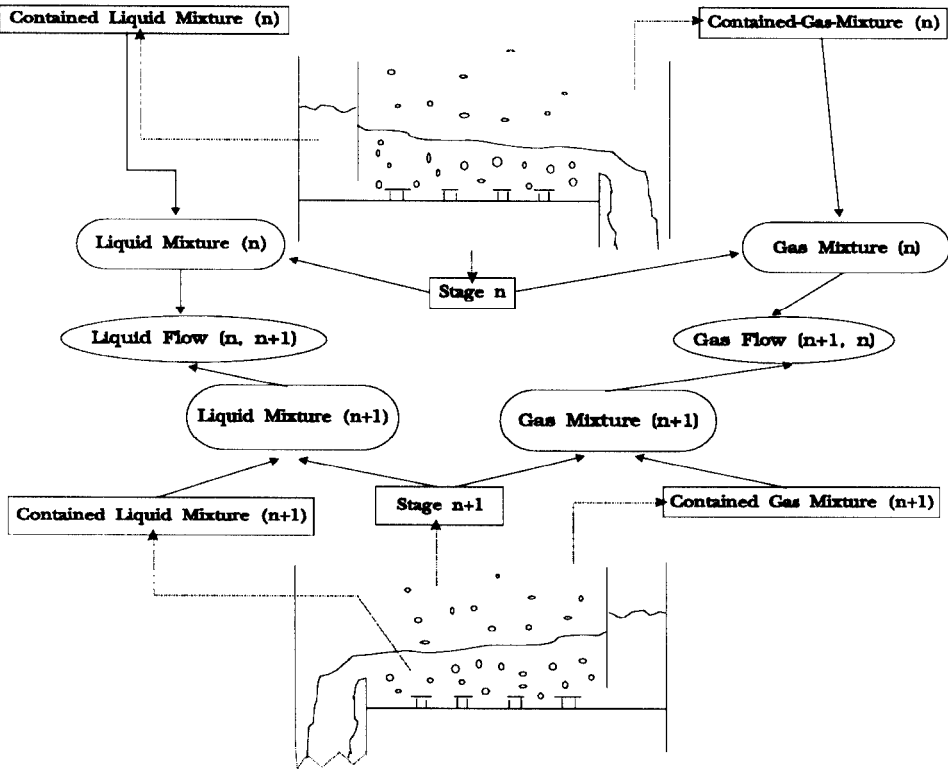 Contained Liquid Mixture (n)
Contained-Gas-Mixture (n)
Liquid Mixture (n)
Gas Mixture (n)
Stage n
Liquid Flow (n, n+1)
Gas Flow (n+1, n)
Liquid Mixture (n+1)
Gas Mixture (n+1)
Contained Liquid Mixture (n+1)
Stage n+1
Contained Gas Mixture (n+1)